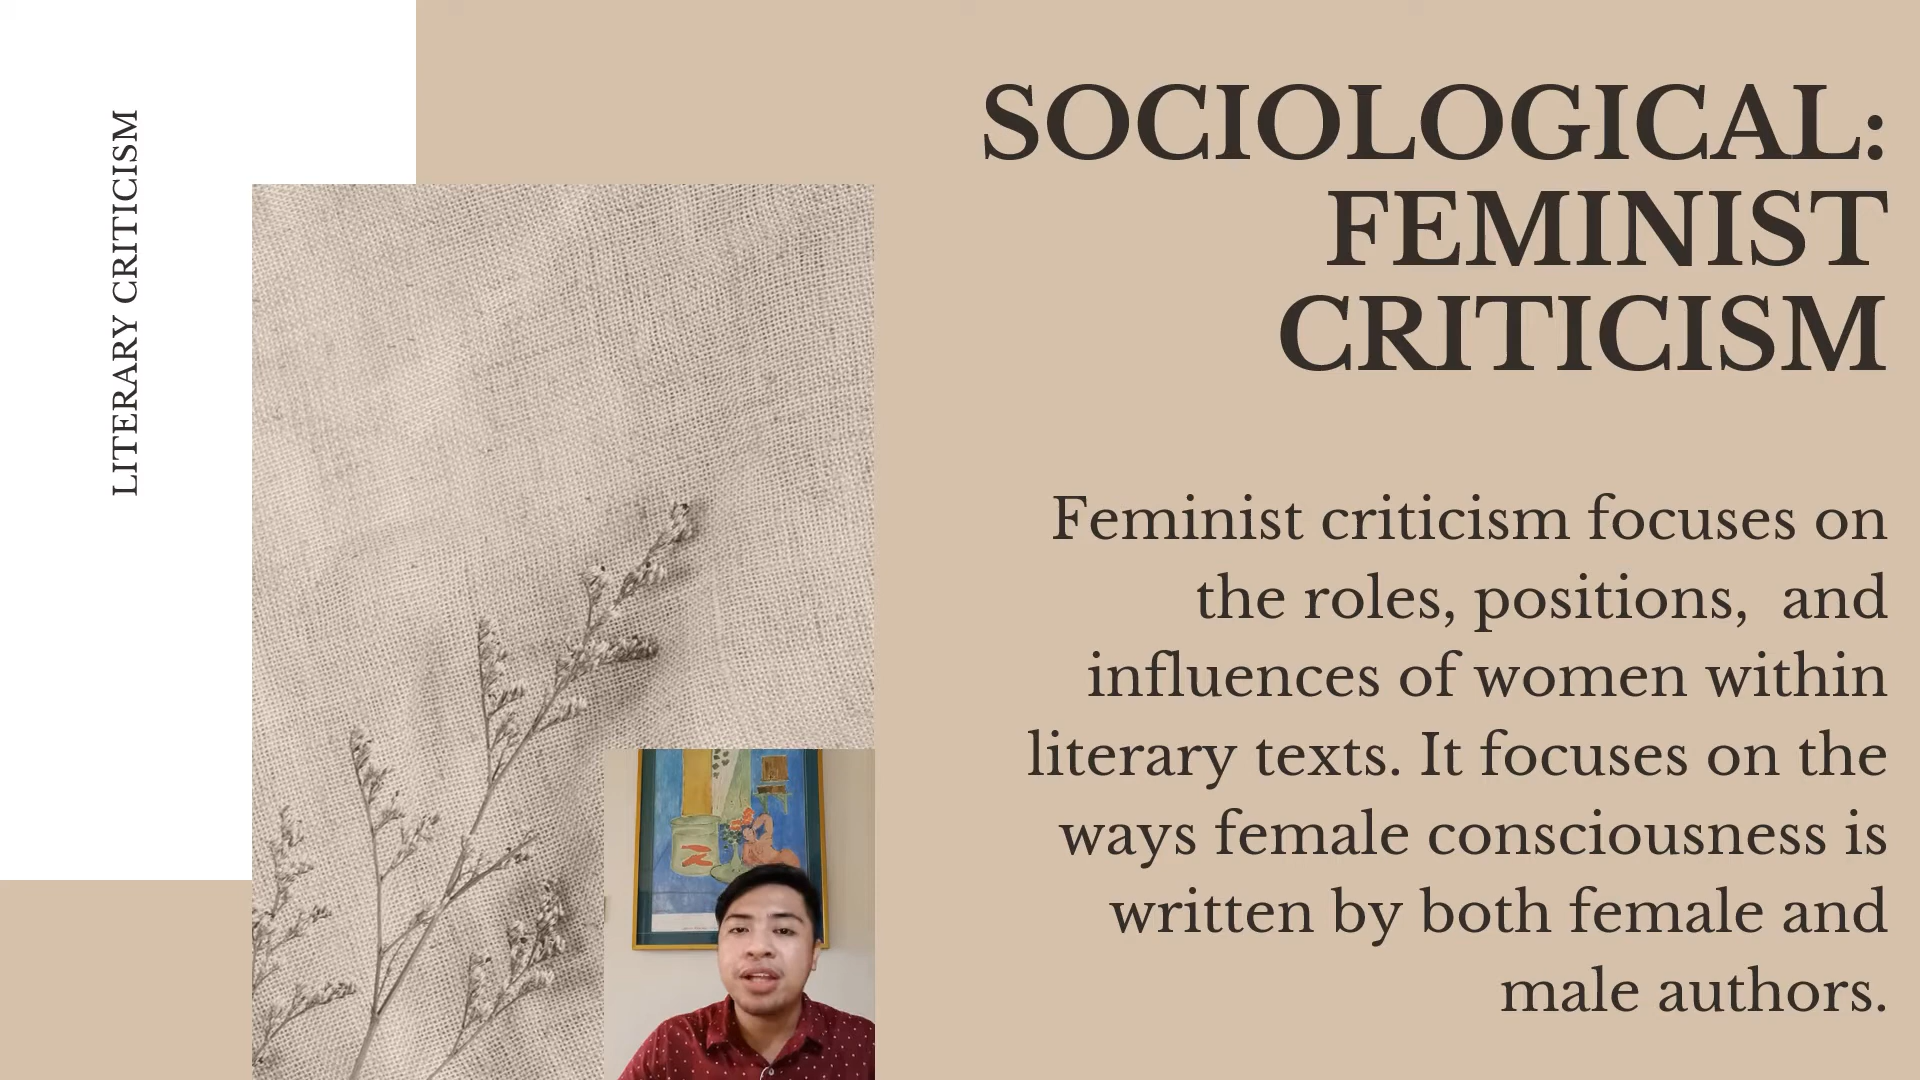 LITERARY CRITICISM
SOCIOLOGICAL:
FEMINIST
CRITICISM
Feminist criticism focuses on
the roles, positions,  and
influences of women within
literary texts. It focuses on the
ways female consciousness is
written by both female and
male authors.